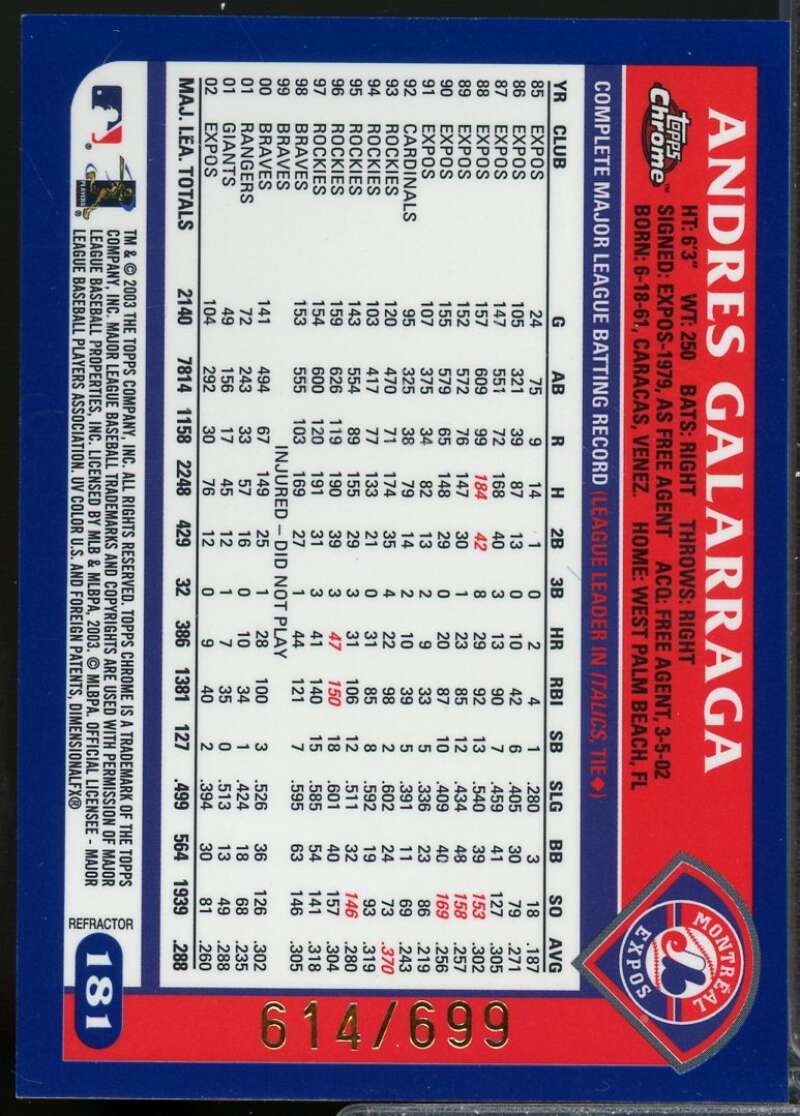 ANDRES GALARRAGA
topps Chrome™
HT: 6'3" WT: 250 BATS: RIGHT THROWS: RIGHT
SIGNED: EXPOS-1979, AS FREE AGENT ACQ: FREE AGENT, 3-5-02
BORN: 6-18-61, CARACAS, VENEZ. HOME: WEST PALM BEACH, FL
MONTRÉAL
EXPOS
COMPLETE MAJOR LEAGUE BATTING RECORD (LEAGUE LEADER IN ITALICS, TIE♦)
YR CLUB G AB R H 2B 3B HR RBI SB SLG BB SO AVG
85 EXPOS 24 75 9 14 1 0 2 4 1 .280 3 18 .187
86 EXPOS 105 321 39 87 13 0 10 42 6 .405 30 79 .271
87 EXPOS 147 551 72 168 40 3 13 90 7 .459 41 127 .305
88 EXPOS 157 609 99 184 42 8 29 92 13 .540 39 153 .302
89 EXPOS 152 572 76 147 30 1 23 85 12 .434 48 158 .257
90 EXPOS 155 579 65 148 29 0 20 87 10 .409 40 169 .256
91 EXPOS 107 375 34 82 13 2 9 33 5 .336 23 86 .219
92 CARDINALS 95 325 38 79 14 2 10 39 5 .391 11 69 .243
93 ROCKIES 120 470 71 174 35 4 22 98 2 .602 24 73 .370
94 ROCKIES 103 417 77 133 21 0 31 85 8 .592 19 93 .319
95 ROCKIES 143 554 89 155 29 3 31 106 12 .511 32 146 .280
96 ROCKIES 159 626 119 190 39 3 47 150 18 .601 40 157 .304
97 ROCKIES 154 600 120 191 31 3 41 140 15 .585 54 141 .318
98 BRAVES 153 555 103 169 27 1 44 121 7 .595 63 146 .305
99 BRAVES INJURED – DID NOT PLAY
00 BRAVES 141 494 67 149 25 1 28 100 3 .526 36 126 .302
01 RANGERS 72 243 33 57 16 0 10 34 1 .424 18 68 .235
01 GIANTS 49 156 17 45 12 1 7 35 0 .513 13 49 .288
02 EXPOS 104 292 30 76 12 0 9 40 2 .394 30 81 .260
MAJ. LEA. TOTALS 2140 7814 1158 2248 429 32 386 1381 127 .499 564 1939 .288
614/699
PLAYERS
TM & © 2003 THE TOPPS COMPANY, INC. ALL RIGHTS RESERVED. TOPPS CHROME IS A TRADEMARK OF THE TOPPS
COMPANY, INC. MAJOR LEAGUE BASEBALL TRADEMARKS AND COPYRIGHTS ARE USED WITH PERMISSION OF MAJOR
LEAGUE BASEBALL PROPERTIES, INC. LICENSED BY MLB & MLBPA, 2003. © MLBPA. OFFICIAL LICENSEE – MAJOR
LEAGUE BASEBALL PLAYERS ASSOCIATION. UV COLOR U.S. AND FOREIGN PATENTS, DIMENSIONALFX®
REFRACTOR
181